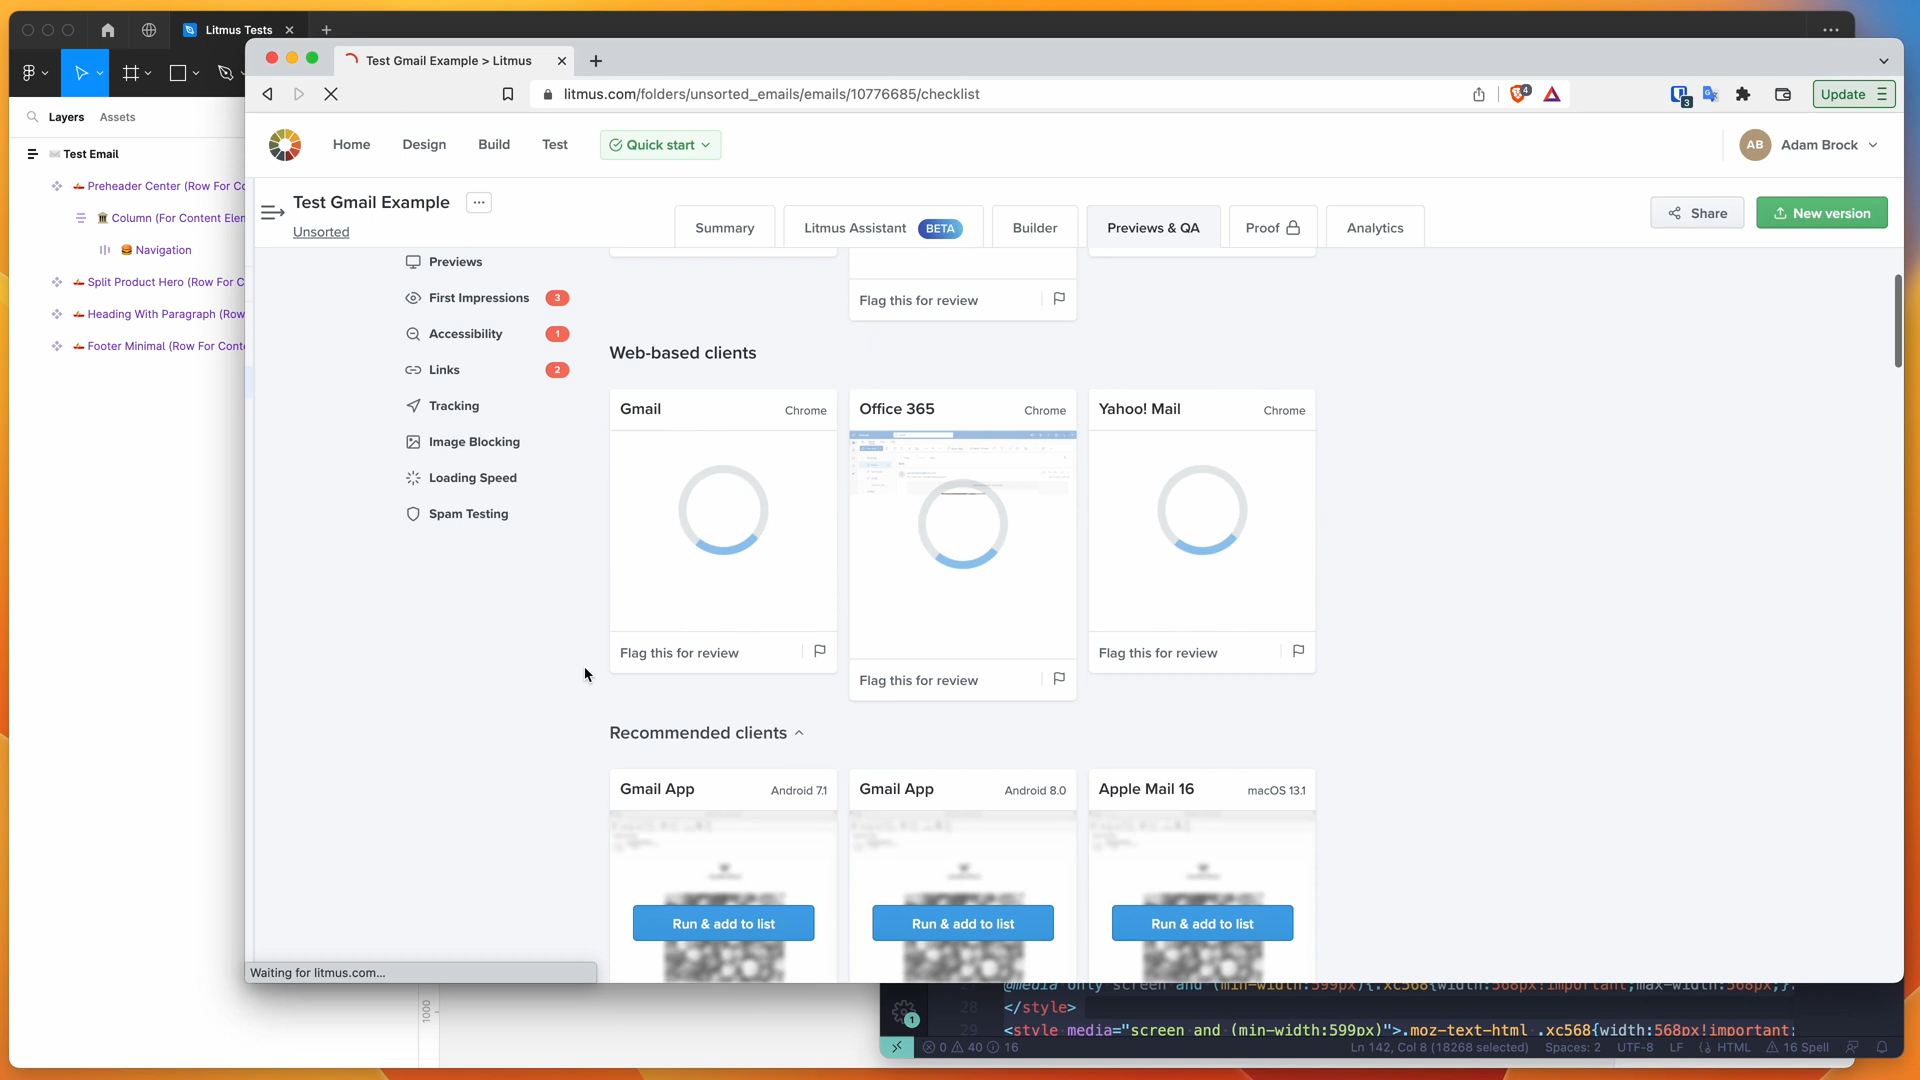 Litmus Tests
Test Gmail Example > Litmus
litmus.com/folders/unsorted_emails/emails/10776685/checklist
4
3
Update
Layers
Assets
Home
Design
Build
Test
Quick start
AB
Adam Brock
Test Email
Preheader Center (Row For Co
Column (For Content Elem
Navigation
Split Product Hero (Row For C
Heading With Paragraph (Row
Footer Minimal (Row For Conte
Test Gmail Example
Unsorted
Summary
Litmus Assistant
BETA
Builder
Previews & QA
Proof
Analytics
Share
New version
Previews
First Impressions
3
Accessibility
1
Links
2
Tracking
Image Blocking
Loading Speed
Spam Testing
Flag this for review
Web-based clients
Gmail
Chrome
Office 365
Chrome
Yahoo! Mail
Chrome
Flag this for review
Flag this for review
Flag this for review
Recommended clients
Gmail App
Android 7.1
Gmail App
Android 8.0
Apple Mail 16
macOS 13.1
Run & add to list
Run & add to list
Run & add to list
Waiting for litmus.com...
1000
@media only screen and (min-width:599px){.xc568{width:568px!important;max-width:568px;}
28 </style>
29 <style media="screen and (min-width:599px)">.moz-text-html .xc568{width:568px!important;
1
0 40 16
Ln 142, Col 8 (18268 selected)
Spaces: 2
UTF-8
LF
HTML
16 Spell